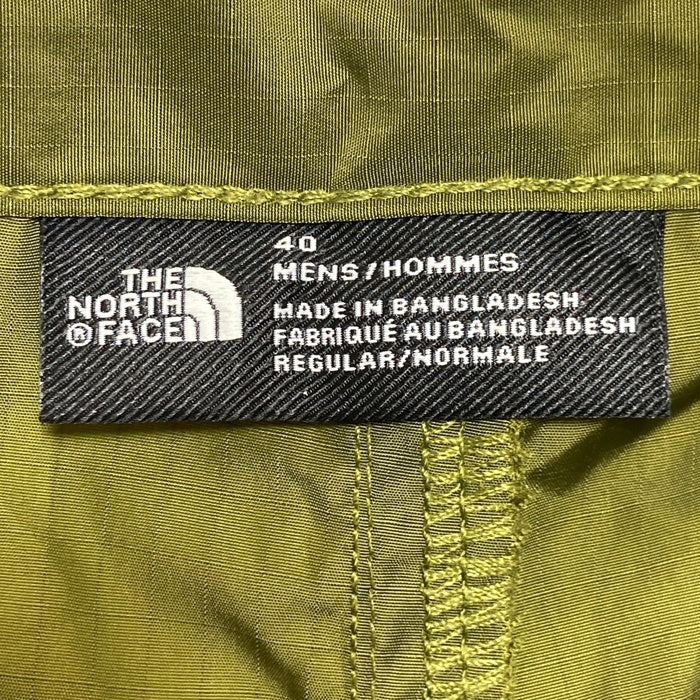 THE
NORTH
®FACE
40
MENS/HOMMES
MADE IN BANGLADESH
FABRIQUÉ AU BANGLADESH
REGULAR/NORMALE